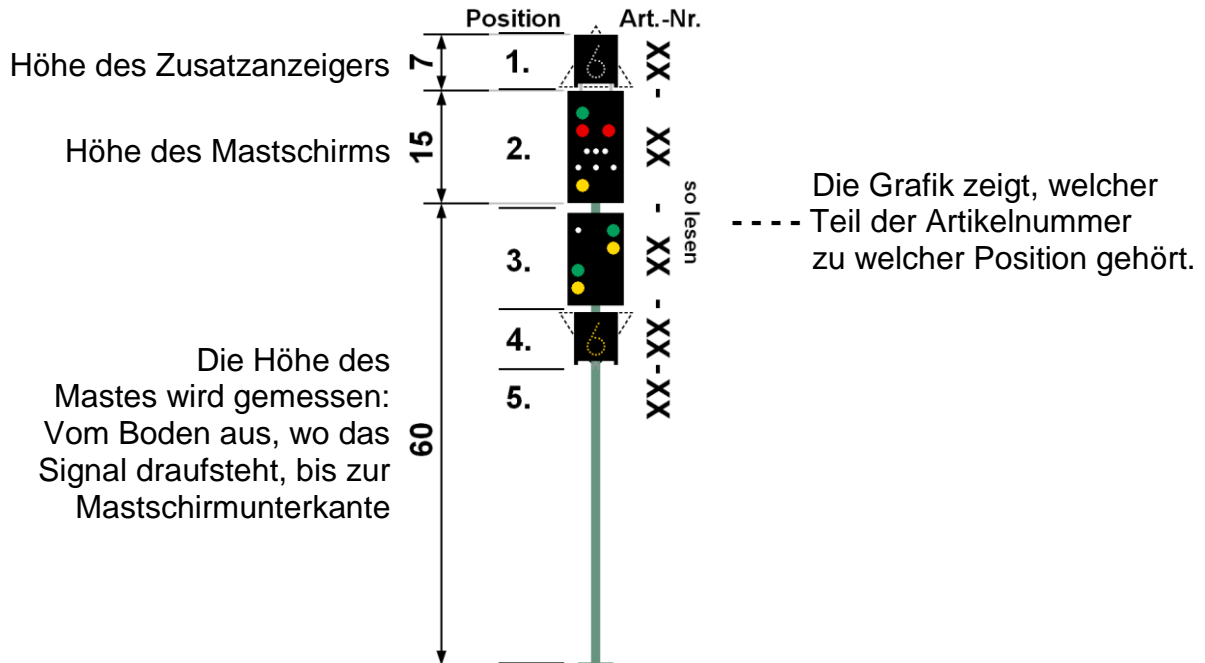 Position Art.-Nr.
Höhe des Zusatzanzeigers 7 1. 6 XX
-
Höhe des Mastschirms 15 2. XX
-
so lesen
Die Grafik zeigt, welcher
- - - - Teil der Artikelnummer
zu welcher Position gehört.
3. XX
-
4. 6 XX
-
5. XX
Die Höhe des
Mastes wird gemessen:
Vom Boden aus, wo das
Signal draufsteht, bis zur
Mastschirmunterkante
60